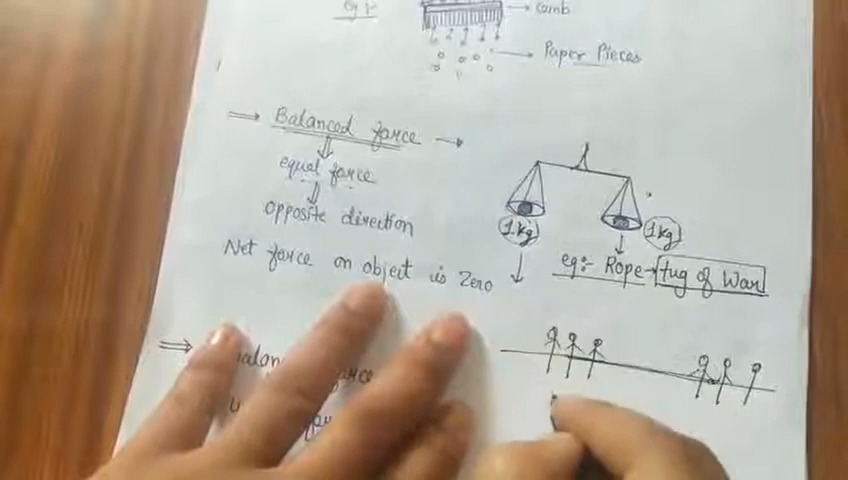 eg :-
comb
Paper Pieces
⇒ Balanced force →
equal force
opposite direction
Net force on object is Zero
1kg
1kg
eg:- Rope → tug of War